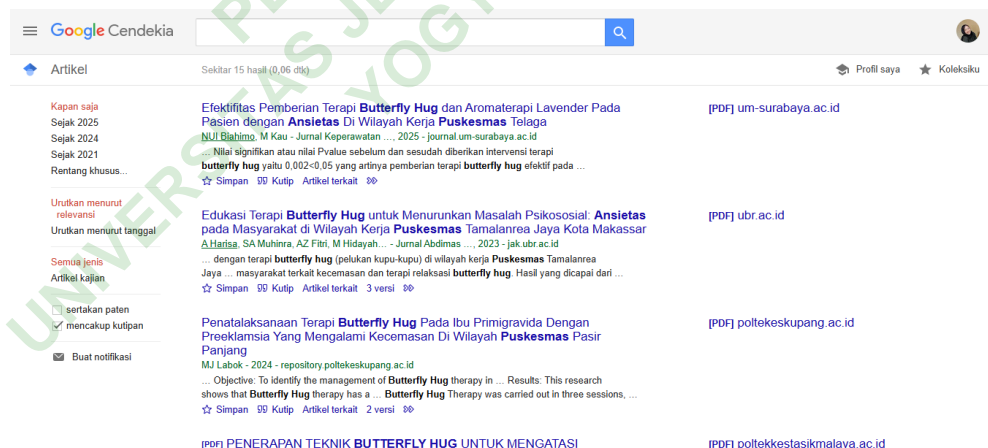 Google Cendekia
Artikel
Sekitar 15 hasil (0,06 dtk)
Profil saya
Koleksiku
Kapan saja
Sejak 2025
Sejak 2024
Sejak 2021
Rentang khusus...
Urutkan menurut
relevansi
Urutkan menurut tanggal
Semua jenis
Artikel kajian
sertakan paten
mencakup kutipan
Buat notifikasi
Efektifitas Pemberian Terapi Butterfly Hug dan Aromaterapi Lavender Pada
Pasien dengan Ansietas Di Wilayah Kerja Puskesmas Telaga
NUI Biahimo, M Kau - Jurnal Keperawatan ..., 2025 - journal.um-surabaya.ac.id
... Nilai signifikan atau nilai Pvalue sebelum dan sesudah diberikan intervensi terapi
butterfly hug yaitu 0,002<0,05 yang artinya pemberian terapi butterfly hug efektif pada ...
Simpan Kutip Artikel terkait
[PDF] um-surabaya.ac.id
Edukasi Terapi Butterfly Hug untuk Menurunkan Masalah Psikososial: Ansietas
pada Masyarakat di Wilayah Kerja Puskesmas Tamalanrea Jaya Kota Makassar
A Harisa, SA Muhinra, AZ Fitri, M Hidayah... - Jurnal Abdimas ..., 2023 - jak.ubr.ac.id
... dengan terapi butterfly hug (pelukan kupu-kupu) di wilayah kerja Puskesmas Tamalanrea
Jaya ... masyarakat terkait kecemasan dan terapi relaksasi butterfly hug. Hasil yang dicapai dari ...
Simpan Kutip Artikel terkait 3 versi
[PDF] ubr.ac.id
Penatalaksanaan Terapi Butterfly Hug Pada Ibu Primigravida Dengan
Preeklamsia Yang Mengalami Kecemasan Di Wilayah Puskesmas Pasir
Panjang
MJ Labok - 2024 - repository.poltekeskupang.ac.id
... Objective: To identify the management of Butterfly Hug therapy in ... Results: This research
shows that Butterfly Hug therapy has a ... Butterfly Hug Therapy was carried out in three sessions, ...
Simpan Kutip Artikel terkait 2 versi
[PDF] poltekeskupang.ac.id
[PDF] PENERAPAN TEKNIK BUTTERFLY HUG UNTUK MENGATASI
[PDF] poltekkestasikmalaya.ac.id